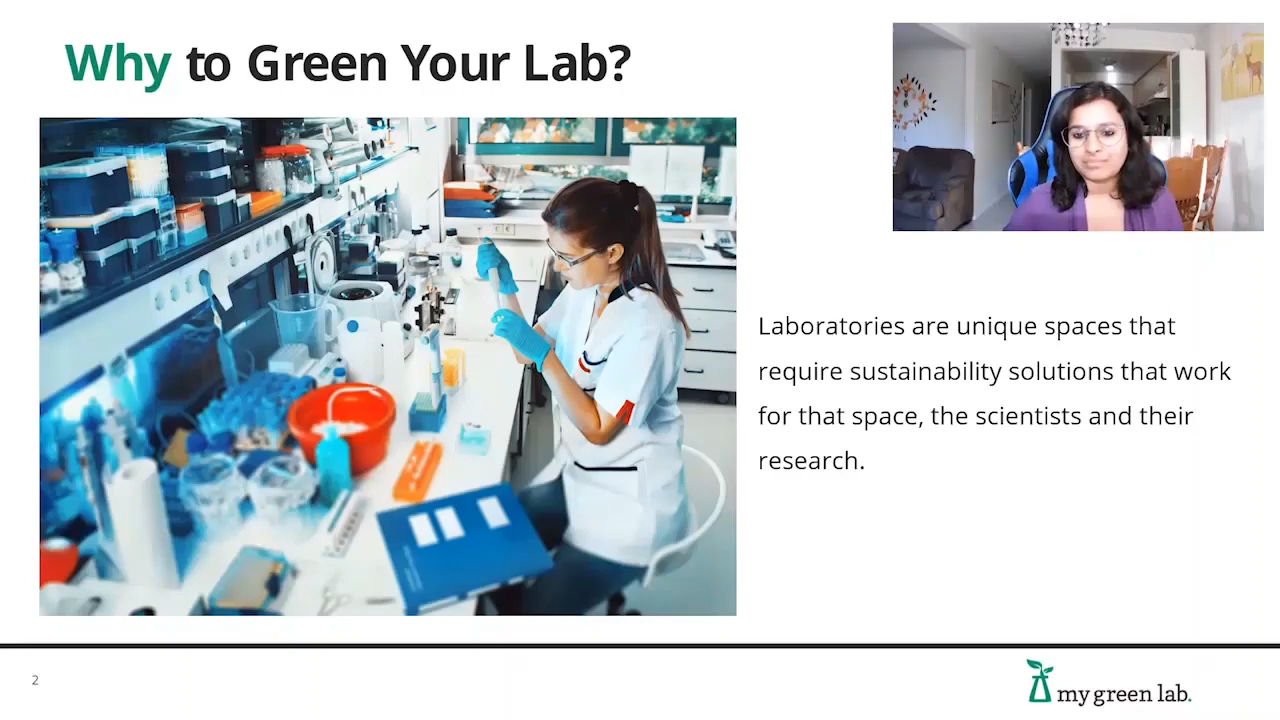 Why to Green Your Lab?
Laboratories are unique spaces that
require sustainability solutions that work
for that space, the scientists and their
research.
2
my green lab.